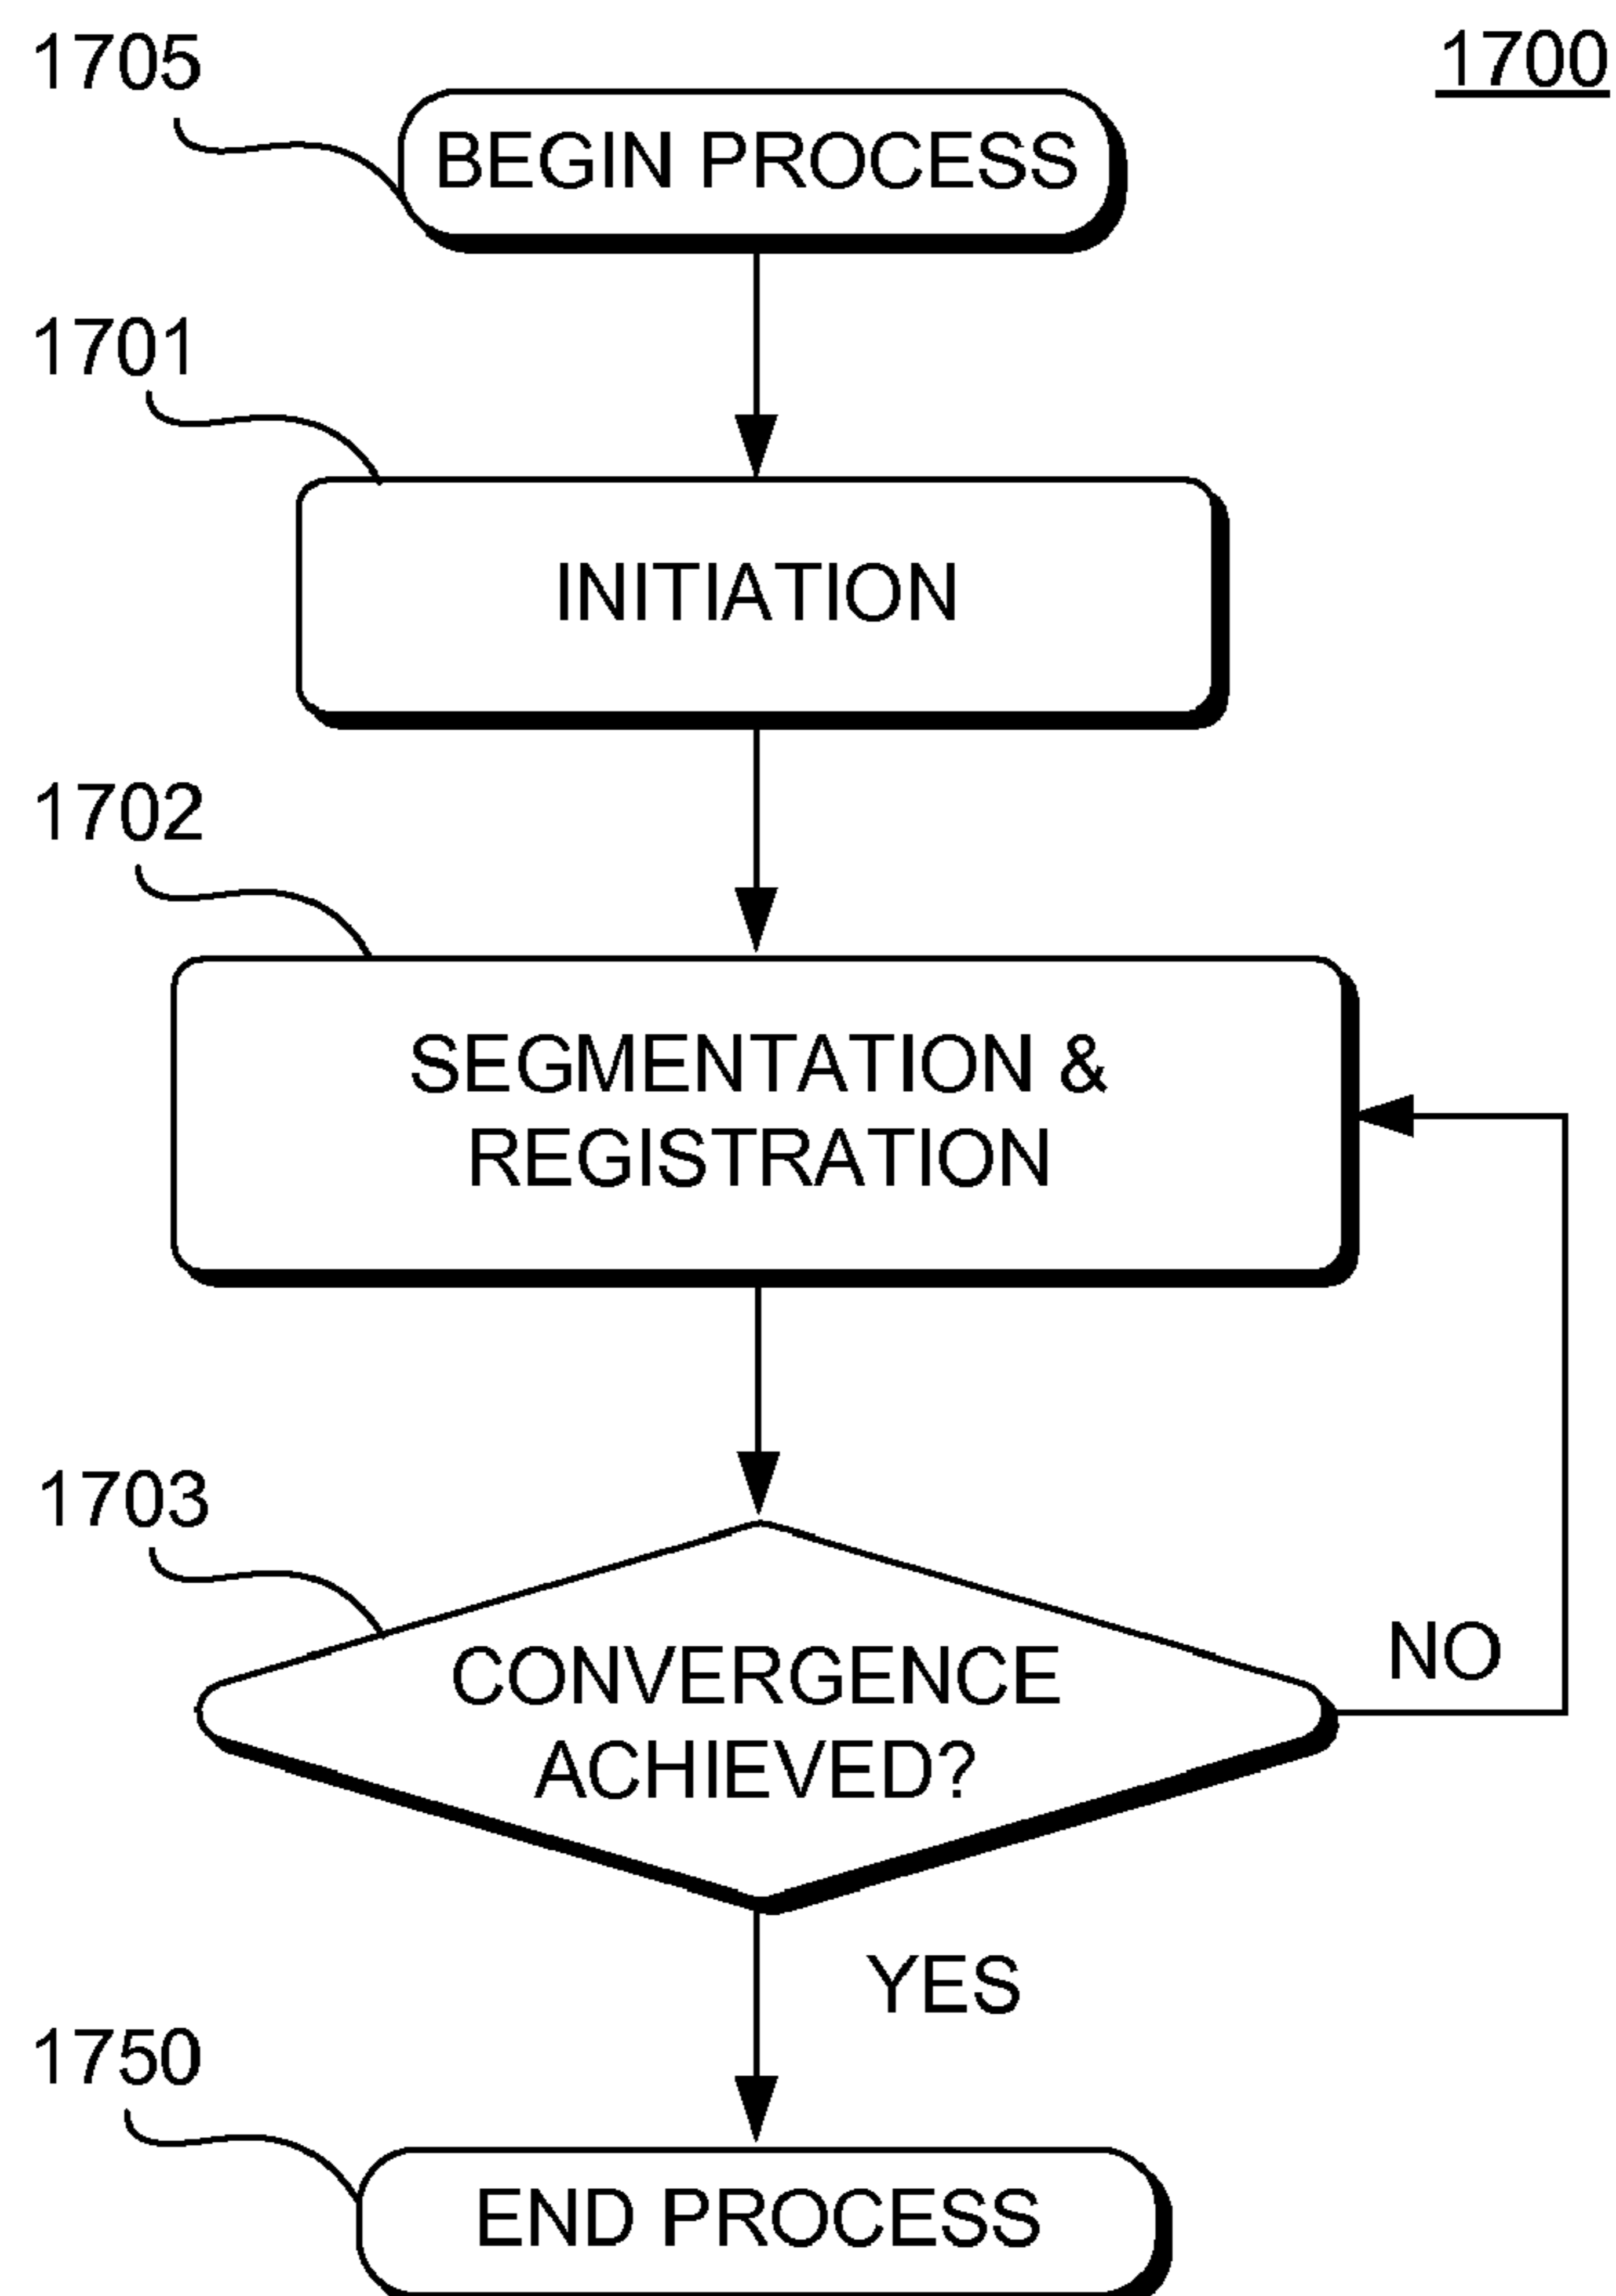 1705
1700
BEGIN PROCESS
1701
INITIATION
1702
SEGMENTATION &
REGISTRATION
1703
CONVERGENCE
ACHIEVED?
NO
YES
1750
END PROCESS